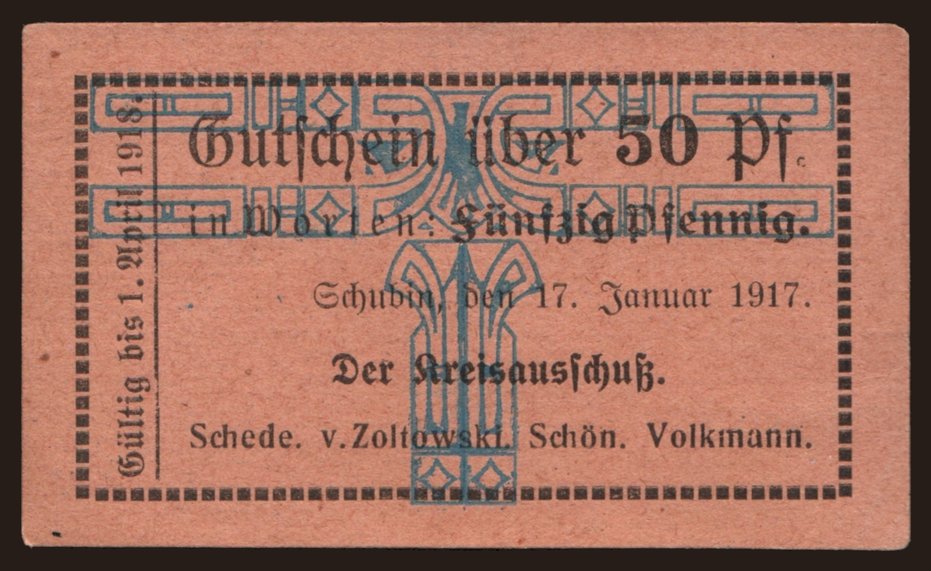 Gutschein über 50 Pf.
in Worten: Fünfzig Pfennig.
Schubin, den 17. Januar 1917.
Der Kreisausschuß.
Schede. v. Zoltowski. Schön. Volkmann.
Gültig bis 1. April 1918.